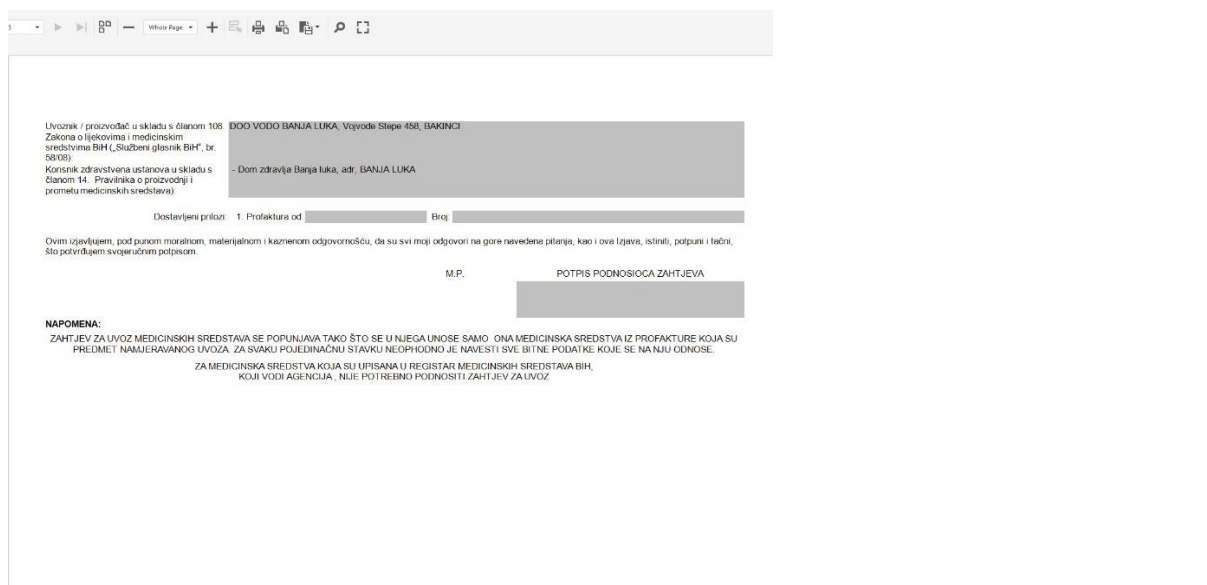 3
Whole Page
Uvoznik / proizvođač u skladu s članom 106. DOO VODO BANJA LUKA, Vojvode Stepe 458, BAKINCI
Zakona o lijekovima i medicinskim
sredstvima BiH („Službeni glasnik BiH", br.
58/08):
Korisnik zdravstvena ustanova u skladu s - Dom zdravlja Banja luka, adr, BANJA LUKA
članom 14. Pravilnika o proizvodnji i
prometu medicinskih sredstava):
Dostavljeni prilozi: 1. Profaktura od: Broj:
Ovim izjavljujem, pod punom moralnom, materijalnom i kaznenom odgovornošću, da su svi moji odgovori na gore navedena pitanja, kao i ova Izjava, istiniti, potpuni i tačni,
što potvrđujem svojeručnim potpisom.
M.P. POTPIS PODNOSIOCA ZAHTJEVA
NAPOMENA:
ZAHTJEV ZA UVOZ MEDICINSKIH SREDSTAVA SE POPUNJAVA TAKO ŠTO SE U NJEGA UNOSE SAMO ONA MEDICINSKA SREDSTVA IZ PROFAKTURE KOJA SU
PREDMET NAMJERAVANOG UVOZA. ZA SVAKU POJEDINAČNU STAVKU NEOPHODNO JE NAVESTI SVE BITNE PODATKE KOJE SE NA NJU ODNOSE.
ZA MEDICINSKA SREDSTVA KOJA SU UPISANA U REGISTAR MEDICINSKIH SREDSTAVA BIH,
KOJI VODI AGENCIJA , NIJE POTREBNO PODNOSITI ZAHTJEV ZA UVOZ